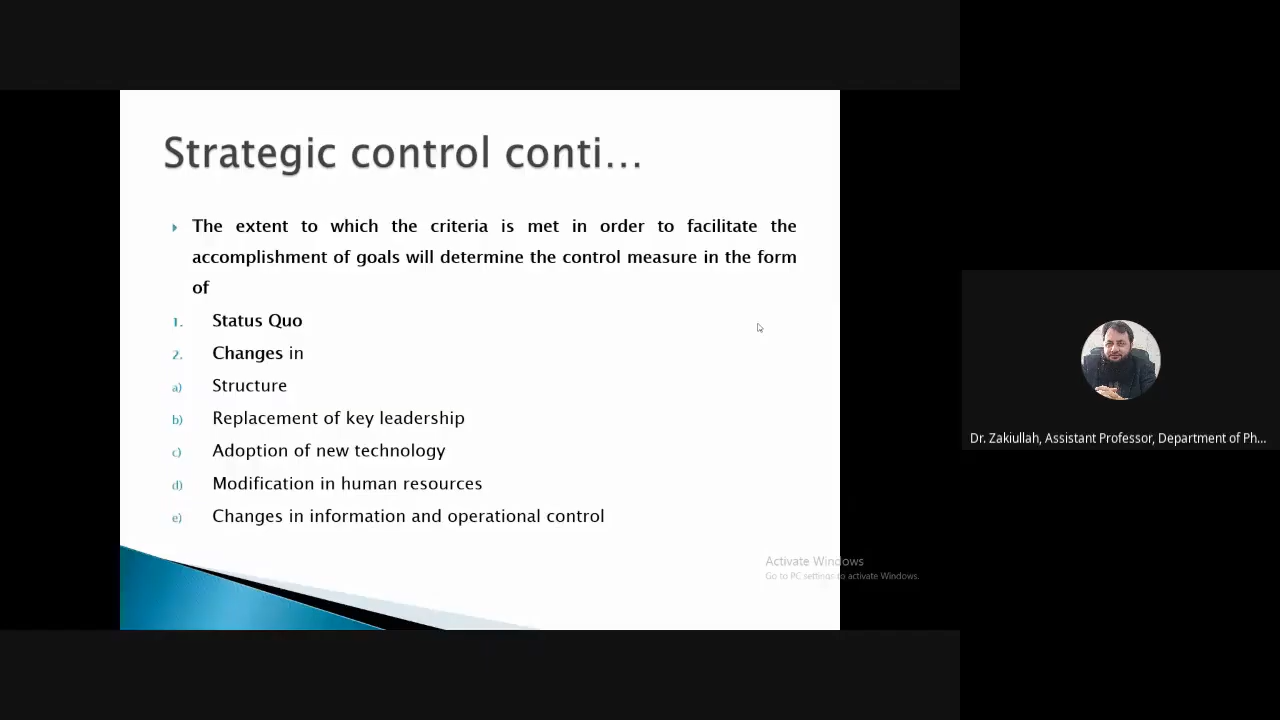 Strategic control conti...
The extent to which the criteria is met in order to facilitate the
accomplishment of goals will determine the control measure in the form
of
1. Status Quo
2. Changes in
a) Structure
b) Replacement of key leadership
c) Adoption of new technology
d) Modification in human resources
e) Changes in information and operational control
Activate Windows
Go to PC settings to activate Windows.
Dr. Zakiullah, Assistant Professor, Department of Ph...